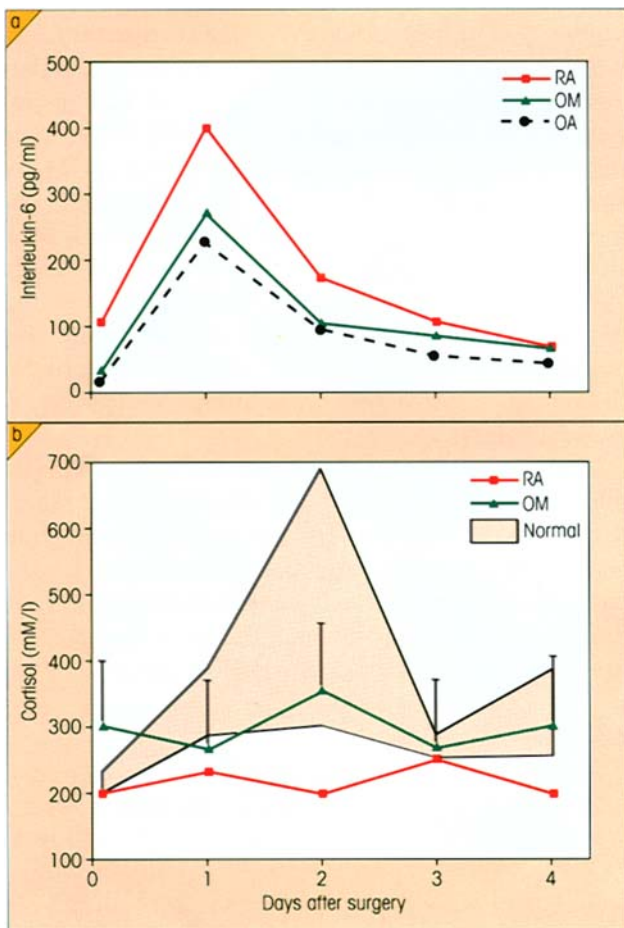 a
500
400
300
200
100
0
Interleukin-6 (pg/ml)
RA
OM
OA
b
700
600
500
400
300
200
100
Cortisol (mM/l)
RA
OM
Normal
0 1 2 3 4
Days after surgery